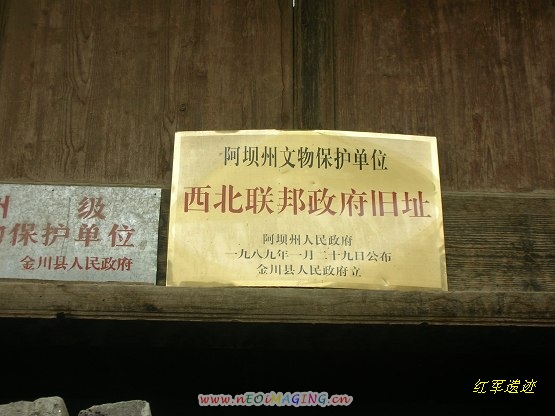 阿坝州文物保护单位
西北联邦政府旧址
阿坝州人民政府
一九八九年一月二十九日公布
金川县人民政府立
州 级
物保护单位
金川县人民政府
红军遗迹
www.nEOiMAGING.cn